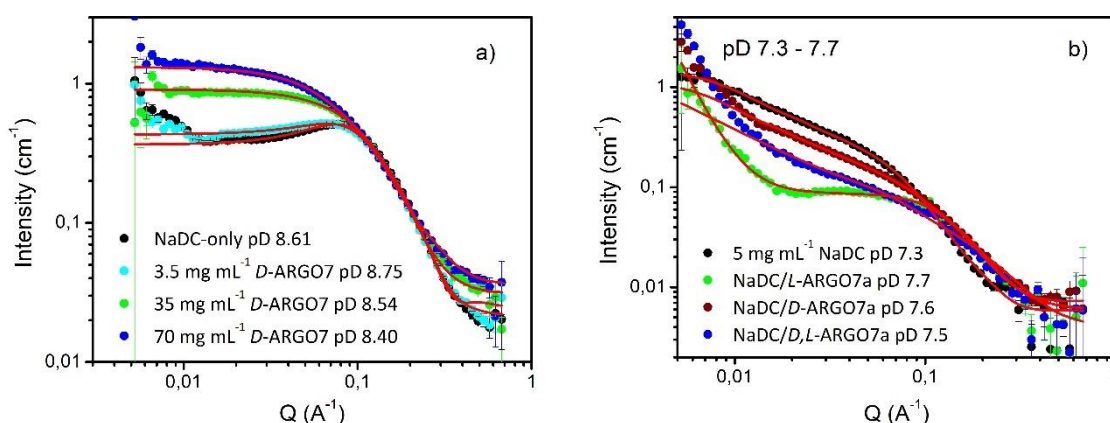 a)
Intensity (cm⁻¹)
1
0,1
0,01
NaDC-only pD 8.61
3.5 mg mL⁻¹ D-ARGO7 pD 8.75
35 mg mL⁻¹ D-ARGO7 pD 8.54
70 mg mL⁻¹ D-ARGO7 pD 8.40
0,01 0,1 1
Q (A⁻¹)
pD 7.3 - 7.7 b)
Intensity (cm⁻¹)
1
0,1
0,01
5 mg mL⁻¹ NaDC pD 7.3
NaDC/L-ARGO7a pD 7.7
NaDC/D-ARGO7a pD 7.6
NaDC/D,L-ARGO7a pD 7.5
0,01 0,1 1
Q (A⁻¹)